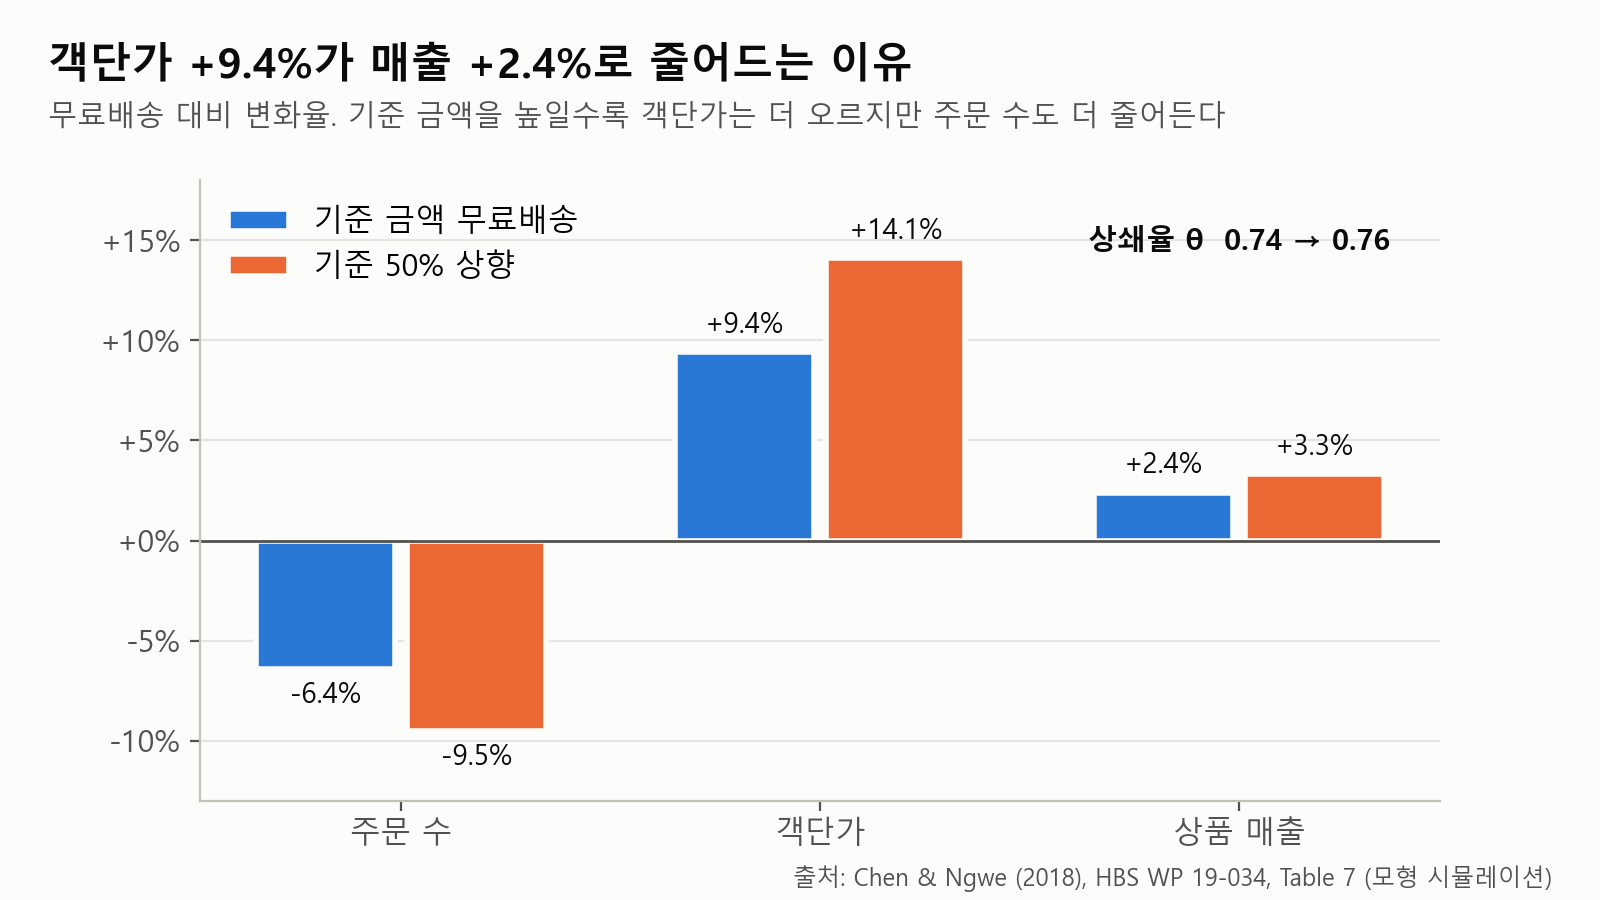 객단가 +9.4%가 매출 +2.4%로 줄어드는 이유
무료배송 대비 변화율. 기준 금액을 높일수록 객단가는 더 오르지만 주문 수도 더 줄어든다
기준 금액 무료배송
기준 50% 상향
상쇄율 θ 0.74 → 0.76
+15%
+10%
+5%
+0%
-5%
-10%
-6.4%
-9.5%
+9.4%
+14.1%
+2.4%
+3.3%
주문 수
객단가
상품 매출
출처: Chen & Ngwe (2018), HBS WP 19-034, Table 7 (모형 시뮬레이션)